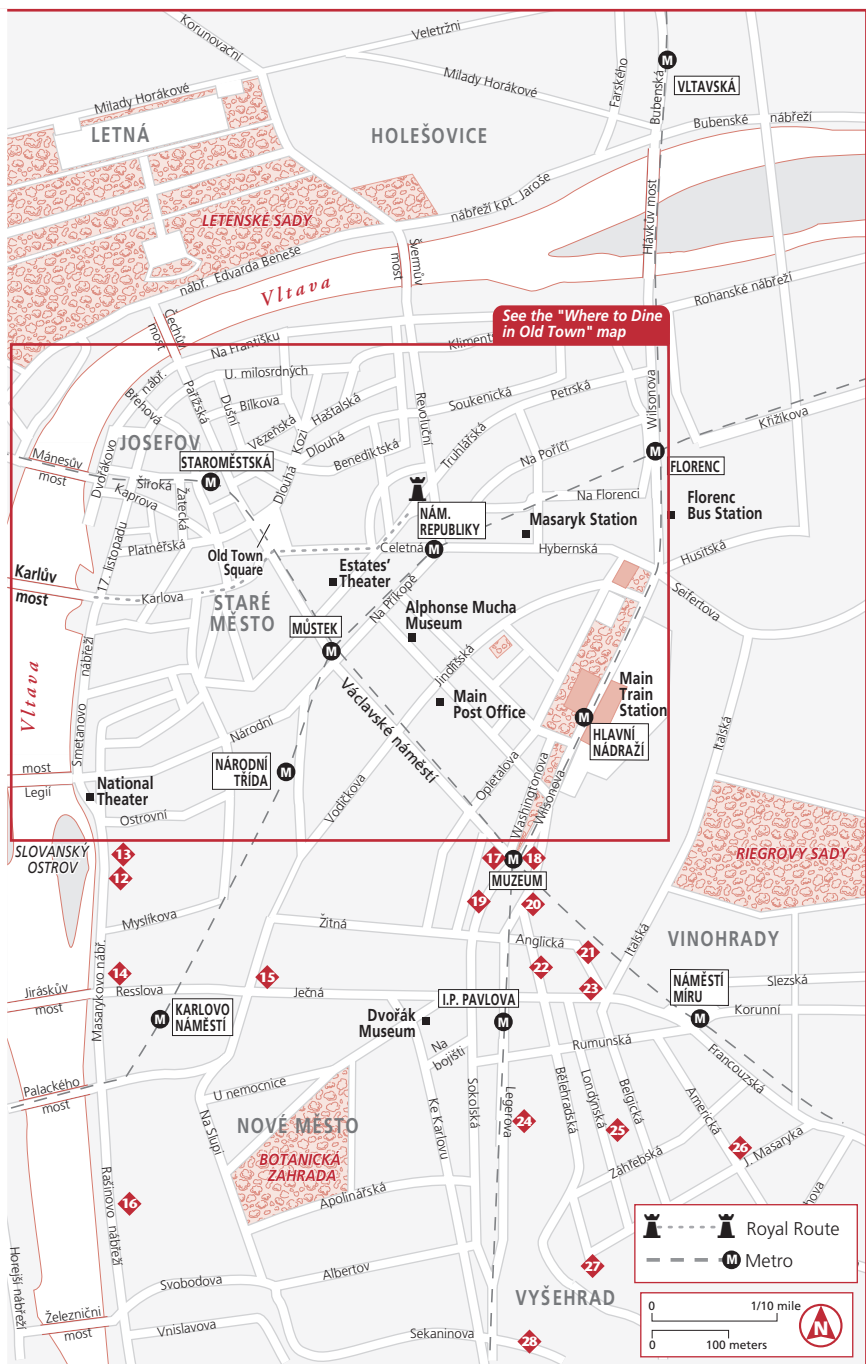 Korunovační
Veletržni
VLTAVSKÁ
Milady Horákové
Milady Horákové
Farského
Bubenská
LETNÁ
HOLEŠOVICE
Bubenské nábřeží
LETENSKÉ SADY
nábřeží kpt. Jaroše
Hlávkův most
nábř. Edvarda Beneše
Švermův
most
Vltava
Rohanské nábřeží
Čechův
most
See the "Where to Dine
in Old Town" map
Na Františku
Klimenti
U. milosrdných
nábř.
Břehová
Pařížská
Dušní
Bílkova
Haštalská
Revoluční
Soukenická
Petrská
Wilsonova
Křižíkova
JOSEFOV
Vězeňská
Kozí
Dlouhá
Benediktská
Truhlářská
Na Poříčí
Mánesův
most
Dvořákovo
STAROMĚSTSKÁ
FLORENC
Široká
Kaprova
Žatecká
Dlouhá
Na Florenci
Florenc
Bus Station
NÁM.
REPUBLIKY
Masaryk Station
17. listopadu
Platnéřská
Old Town
Square
Celetná
Hybernská
Husitská
Estates'
Theater
Karlův
most
Karlova
STARÉ
MĚSTO
Na Příkopě
Seifertova
MŮSTEK
Alphonse Mucha
Museum
Vltava
Smetanovo nábřeží
Jindřišská
Main
Post Office
Main
Train
Station
HLAVNÍ
NÁDRAŽÍ
Italská
Václavské náměstí
Národní
NÁRODNÍ
TŘÍDA
most
Legií
National
Theater
Ostrovní
Vodičkova
Opletalova
Washingtonova
Wilsonova
SLOVANSKÝ
OSTROV
13
12
17
18
MUZEUM
RIEGROVY SADY
19
20
Myslíkova
Žitná
Anglická
21
Italská
VINOHRADY
14
15
22
23
Masarykovo nábř.
Jiráskův
most
Resslova
Ječná
I.P. PAVLOVA
NÁMĚSTÍ
MÍRU
Slezská
KARLOVO
NÁMĚSTÍ
Dvořák
Museum
Korunní
Na
bojišti
Rumunská
Francouzská
Palackého
most
U nemocnice
Na Slupi
Ke Karlovu
Sokolská
Legerova
Bělehradská
Londýnská
Belgická
Americká
NOVÉ MĚSTO
24
25
26
J. Masaryka
BOTANICKÁ
ZAHRADA
Záhřebská
Rašínovo nábřeží
16
Apolinářská
hova
Royal Route
M Metro
Horejší nábřeží
Albertov
27
Svobodova
VYŠEHRAD
Železniční
most
Vnislavova
Sekaninova
28
0 1/10 mile
0 100 meters
N